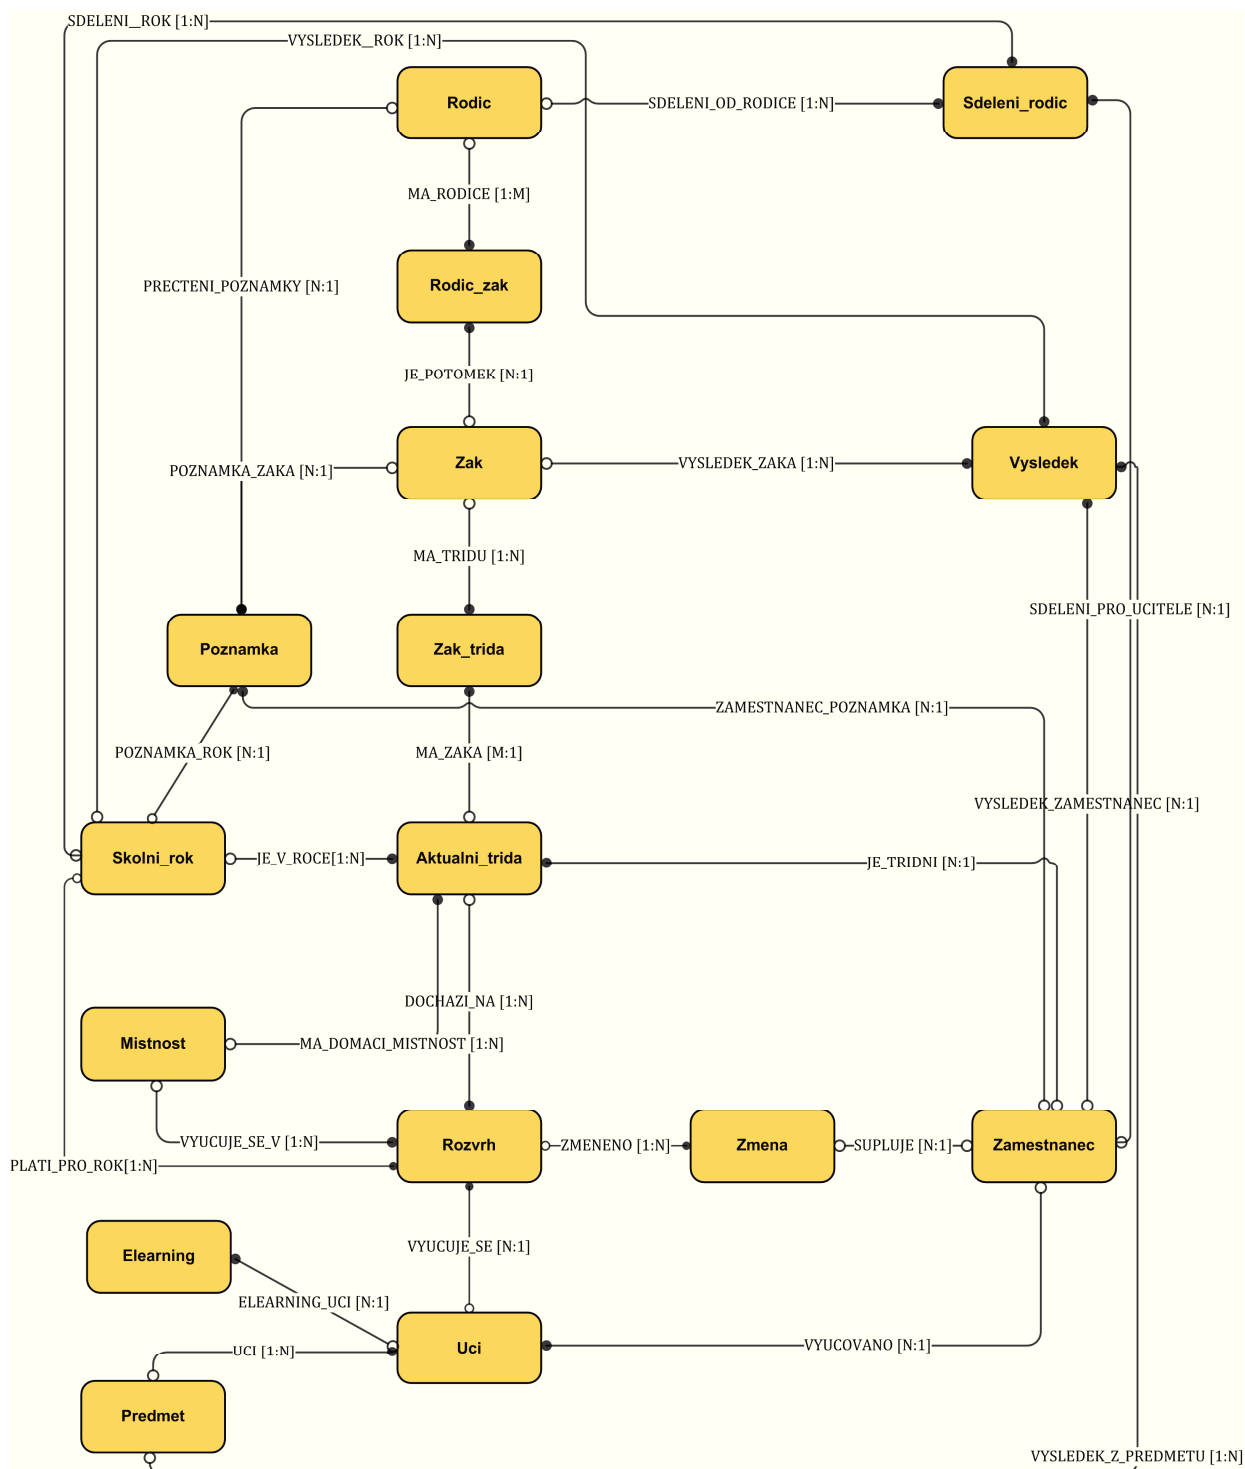 SDELENI__ROK [1:N]
VYSLEDEK__ROK [1:N]
Rodic
SDELENI_OD_RODICE [1:N]
Sdeleni_rodic
MA_RODICE [1:M]
PRECTENI_POZNAMKY [N:1]
Rodic_zak
JE_POTOMEK [N:1]
POZNAMKA_ZAKA [N:1]
Zak
VYSLEDEK_ZAKA [1:N]
Vysledek
MA_TRIDU [1:N]
SDELENI_PRO_UCITELE [N:1]
Poznamka
Zak_trida
ZAMESTNANEC_POZNAMKA [N:1]
POZNAMKA_ROK [N:1]
MA_ZAKA [M:1]
VYSLEDEK_ZAMESTNANEC [N:1]
Skolni_rok
JE_V_ROCE[1:N]
Aktualni_trida
JE_TRIDNI [N:1]
DOCHAZI_NA [1:N]
Mistnost
MA_DOMACI_MISTNOST [1:N]
VYUCUJE_SE_V [1:N]
Rozvrh
ZMENENO [1:N]
Zmena
SUPLUJE [N:1]
Zamestnanec
PLATI_PRO_ROK[1:N]
VYUCUJE_SE [N:1]
Elearning
ELEARNING_UCI [N:1]
UCI [1:N]
Uci
VYUCOVANO [N:1]
Predmet
VYSLEDEK_Z_PREDMETU [1:N]